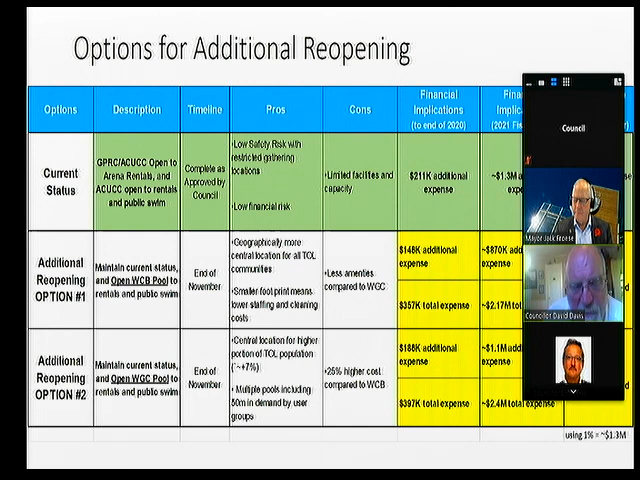 Options for Additional Reopening
Options
Description
Timeline
Pros
Cons
Financial
Implications
(to end of 2020)
Current
Status
GPRC/ACUCC Open to
Arena Rentals, and
ACUCC open to rentals
and public swim
Complete as
Approved by
Council
•Low Safety Risk with
restricted gathering
locations
•Low financial risk
•Limited facilities and
capacity
$211K additional
expense
~$1.3M
Additional
Reopening
OPTION #1
Maintain current status,
and Open WCB Pool to
rentals and public swim
End of
November
•Geographically more
central location for all TOL
communities
•Smaller foot print means
lower staffing and cleaning
costs
•Less amenties
compared to WGC
$148K additional
expense
~$870K
expense
$357K total expense
~$2.17M
Additional
Reopening
OPTION #2
Maintain current status,
and Open WGC Pool to
rentals and public swim
End of
November
•Central location for higher
portion of TOL population
(~+7%)
• Multiple pools including
50m in demand by user
groups
•25% higher cost
compared to WCB
$188K additional
expense
~$1.1M
expense
$397K total expense
~$2.4M total expense
using 1% = ~$1.3M
Council
Mayor Jack Froese
Councillor David Davis